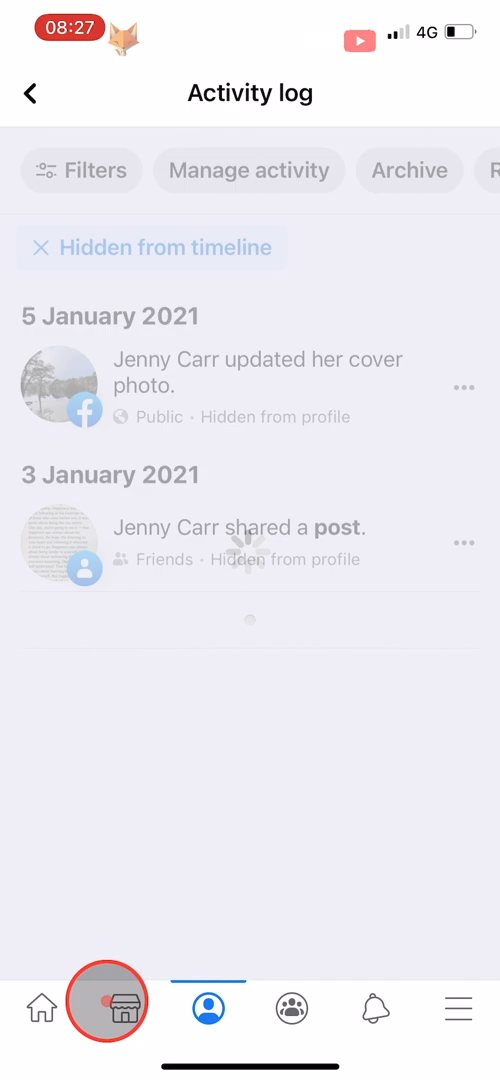 08:27
4G
Activity log
Filters
Manage activity
Archive
R
Hidden from timeline
5 January 2021
Jenny Carr updated her cover
photo.
Public • Hidden from profile
3 January 2021
Jenny Carr shared a post.
Friends • Hidden from profile